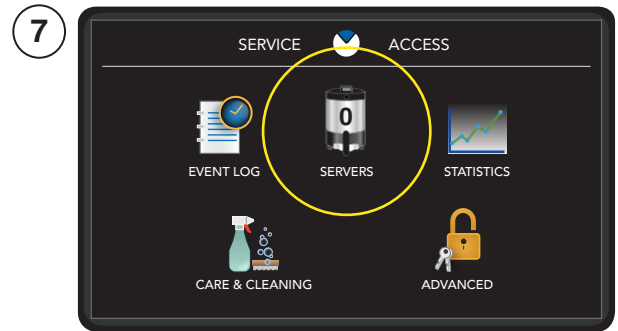 7
SERVICE ACCESS
0
EVENT LOG SERVERS STATISTICS
CARE & CLEANING ADVANCED